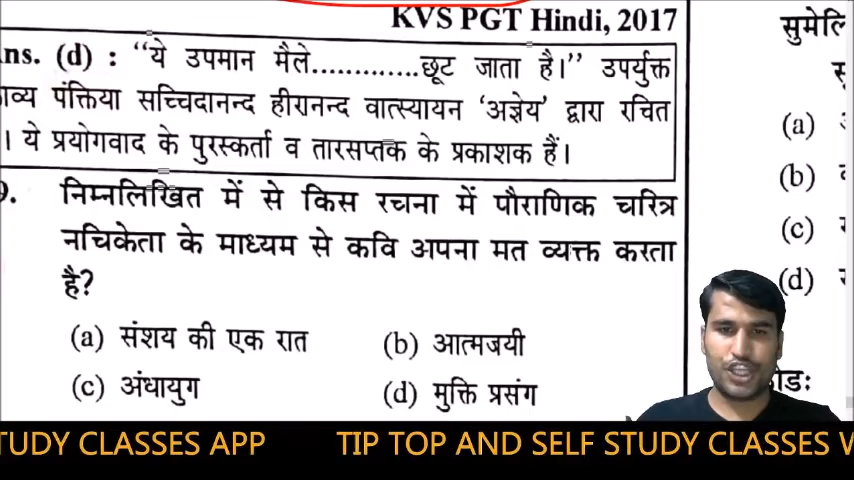 KVS PGT Hindi, 2017
ns. (d) : “ये उपमान मैले.............छूट जाता है।” उपर्युक्त
काव्य पंक्तिया सच्चिदानन्द हीरानन्द वात्स्यायन ‘अज्ञेय’ द्वारा रचित
। ये प्रयोगवाद के पुरस्कर्ता व तारसप्तक के प्रकाशक हैं।
9. निम्नलिखित में से किस रचना में पौराणिक चरित्र
नचिकेता के माध्यम से कवि अपना मत व्यक्त करता
है?
(a) संशय की एक रात (b) आत्मजयी
(c) अंधायुग (d) मुक्ति प्रसंग
सुमेलि
(a)
(b)
(c)
(d)
TUDY CLASSES APP TIP TOP AND SELF STUDY CLASSES